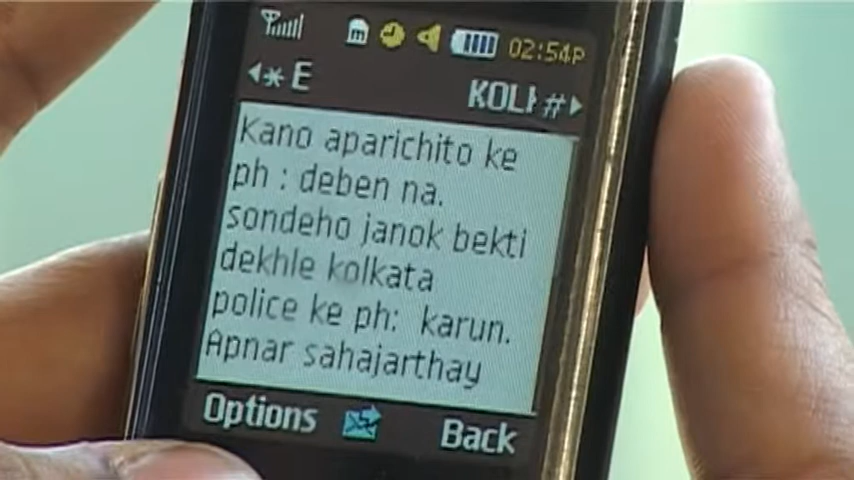 02:54P
E
KOL
Kano aparichito ke
ph : deben na.
sondeho janok bekti
dekhle kolkata
police ke ph: karun.
Apnar sahajarthay
Options Back